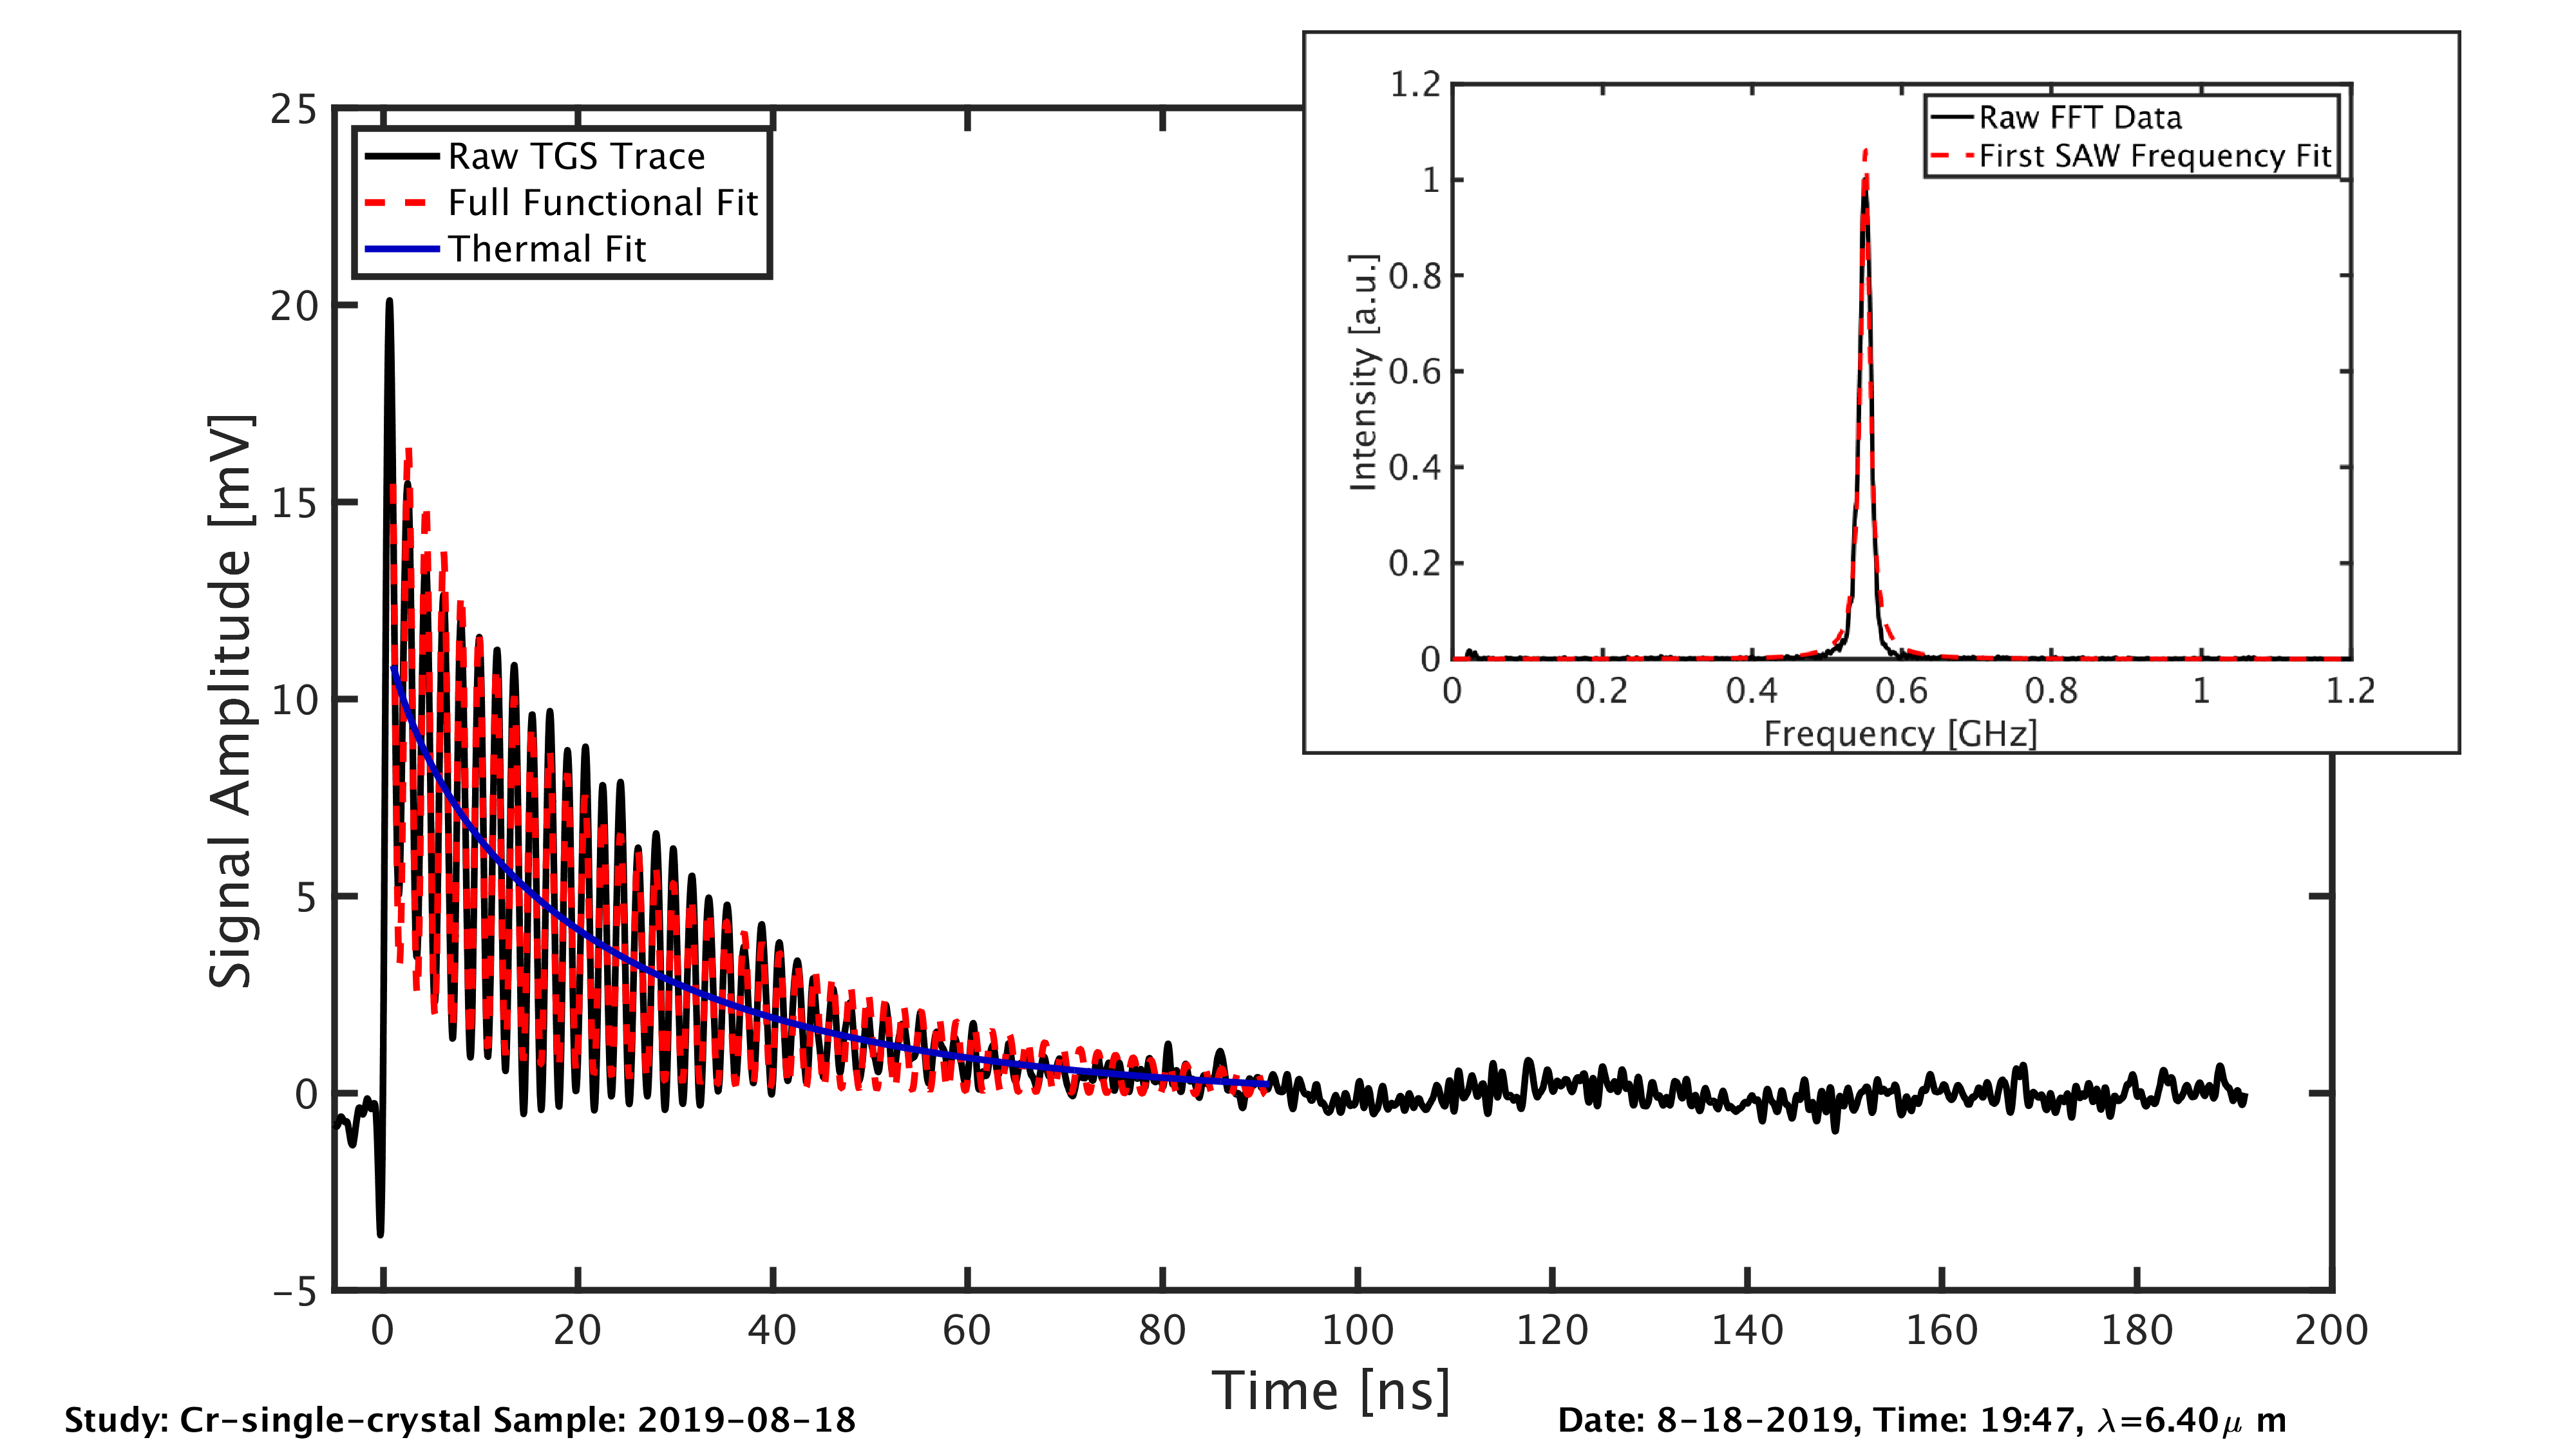 1.2
1
0.8
0.6
0.4
0.2
0
Intensity [a.u.]
Raw FFT Data
First SAW Frequency Fit
0 0.2 0.4 0.6 0.8 1 1.2
Frequency [GHz]
25
20
15
10
5
0
-5
Signal Amplitude [mV]
Raw TGS Trace
Full Functional Fit
Thermal Fit
0 20 40 60 80 100 120 140 160 180 200
Time [ns]
Study: Cr-single-crystal Sample: 2019-08-18
Date: 8-18-2019, Time: 19:47, λ=6.40μ m